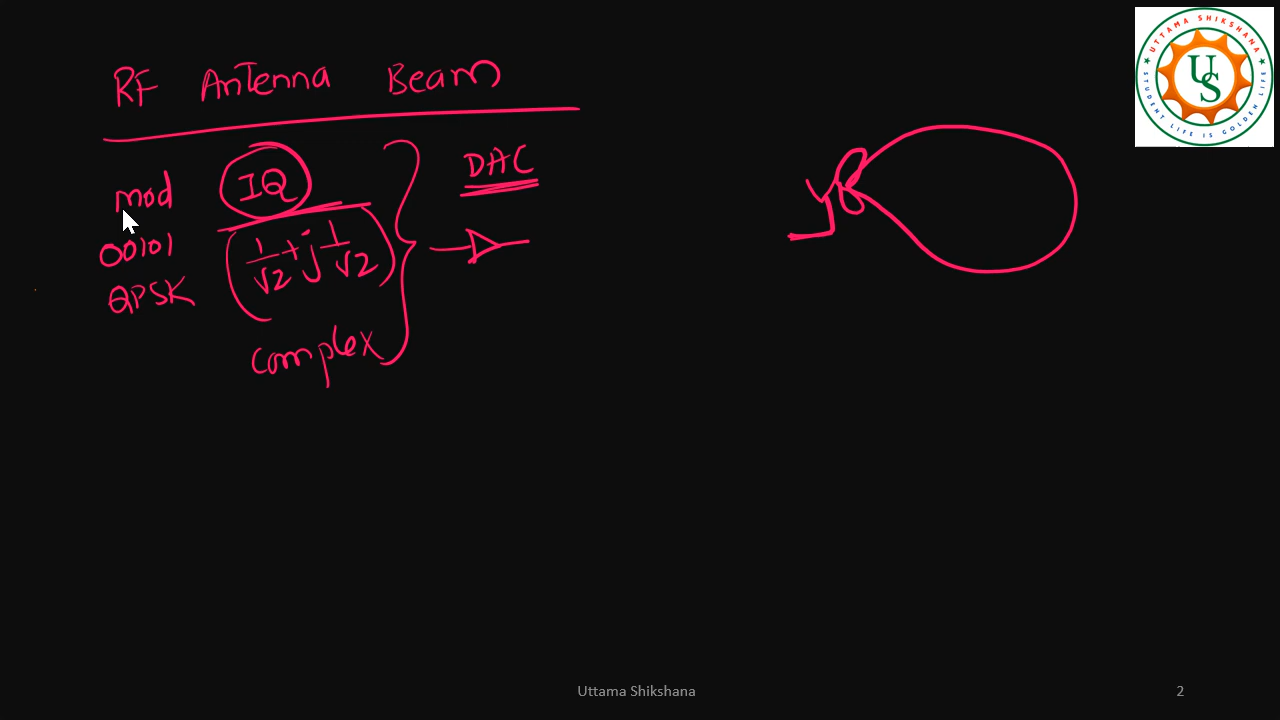 RF Antenna Beam
mod IQ DAC
00101 (1/√2 + j 1/√2)
QPSK
complex
UTTAMA SHIKSHANA
US
STUDENT LIFE IS GOLDEN LIFE
Uttama Shikshana
2